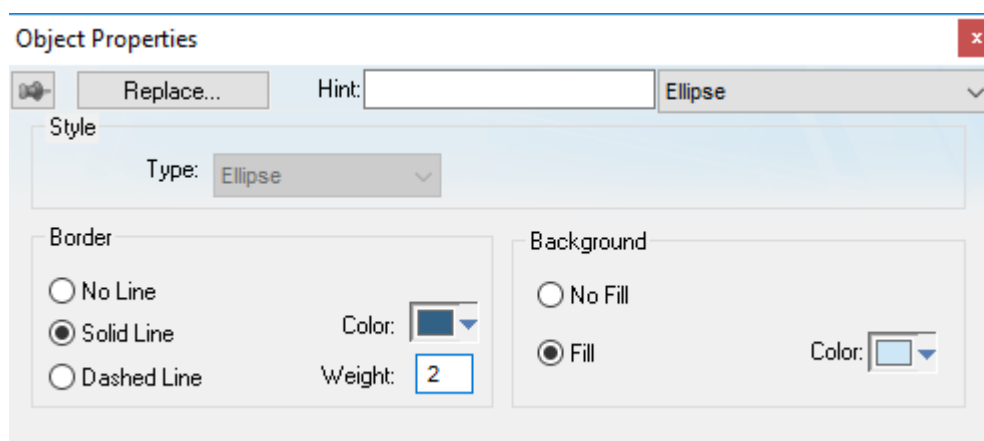 Object Properties
x
Replace... Hint: Ellipse
Style
Type: Ellipse
Border
No Line
Solid Line
Dashed Line
Color:
Weight: 2
Background
No Fill
Fill
Color: